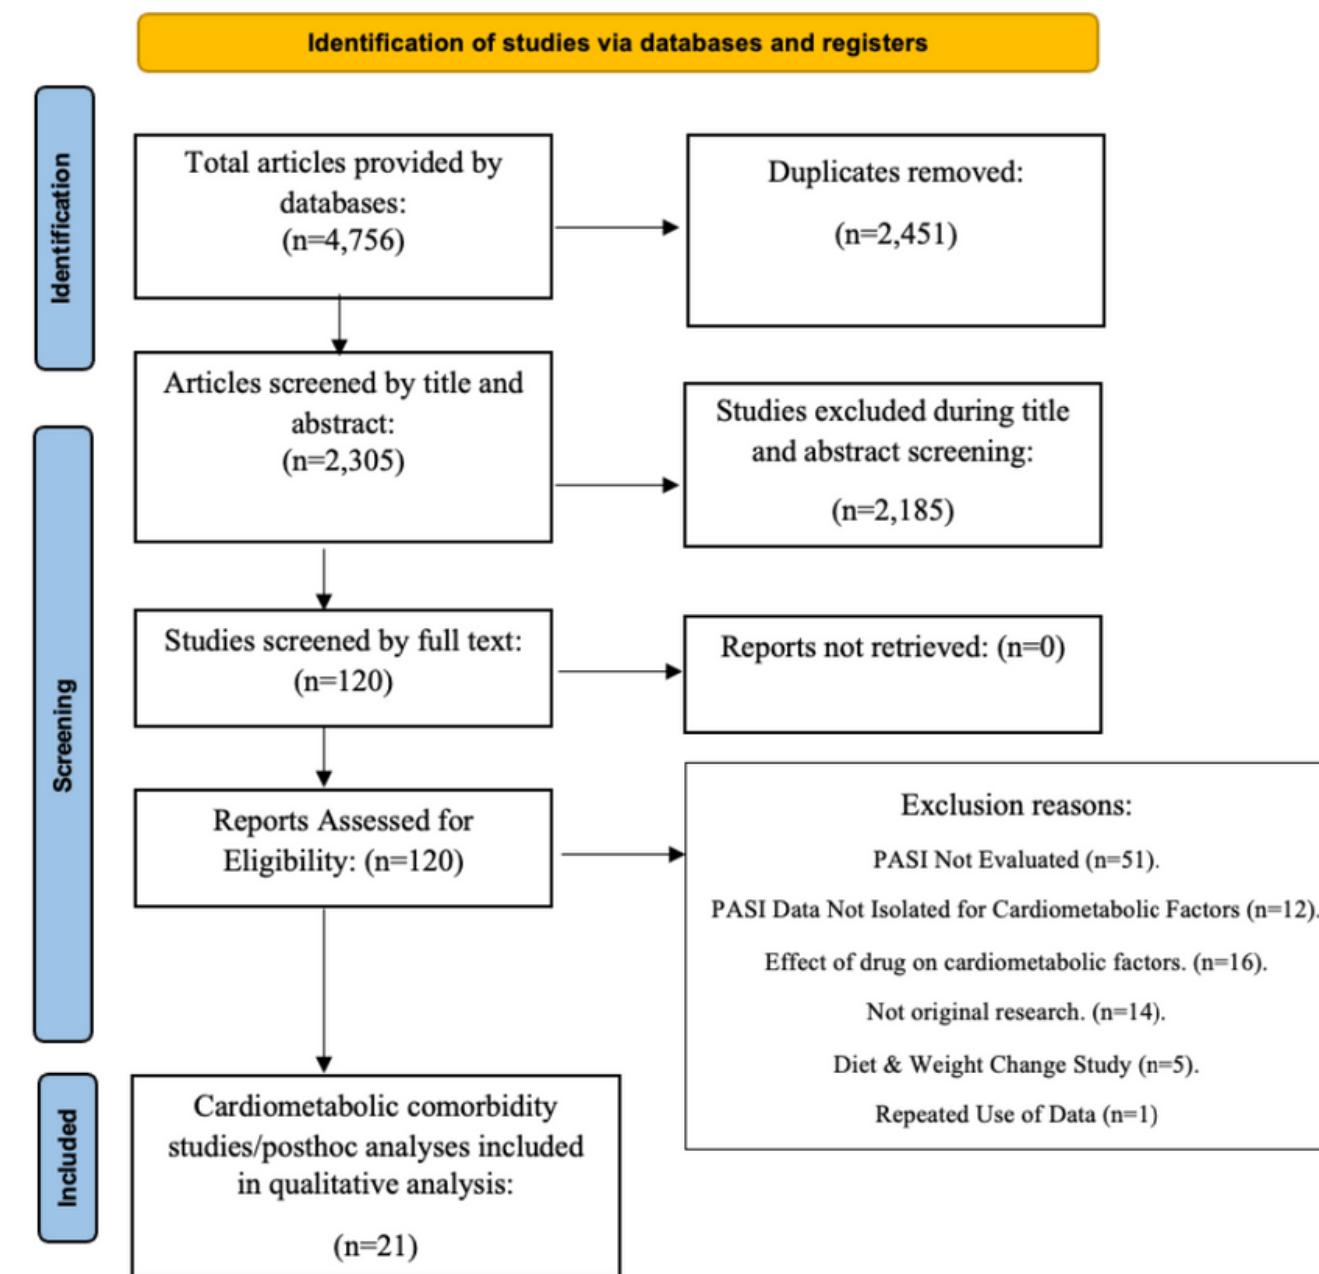 Identification of studies via databases and registers
Identification
Total articles provided by
databases:
(n=4,756)
Duplicates removed:
(n=2,451)
Articles screened by title and
abstract:
(n=2,305)
Studies excluded during title
and abstract screening:
(n=2,185)
Screening
Studies screened by full text:
(n=120)
Reports not retrieved: (n=0)
Reports Assessed for
Eligibility: (n=120)
Exclusion reasons:
PASI Not Evaluated (n=51).
PASI Data Not Isolated for Cardiometabolic Factors (n=12).
Effect of drug on cardiometabolic factors. (n=16).
Not original research. (n=14).
Diet & Weight Change Study (n=5).
Repeated Use of Data (n=1)
Included
Cardiometabolic comorbidity
studies/posthoc analyses included
in qualitative analysis:
(n=21)